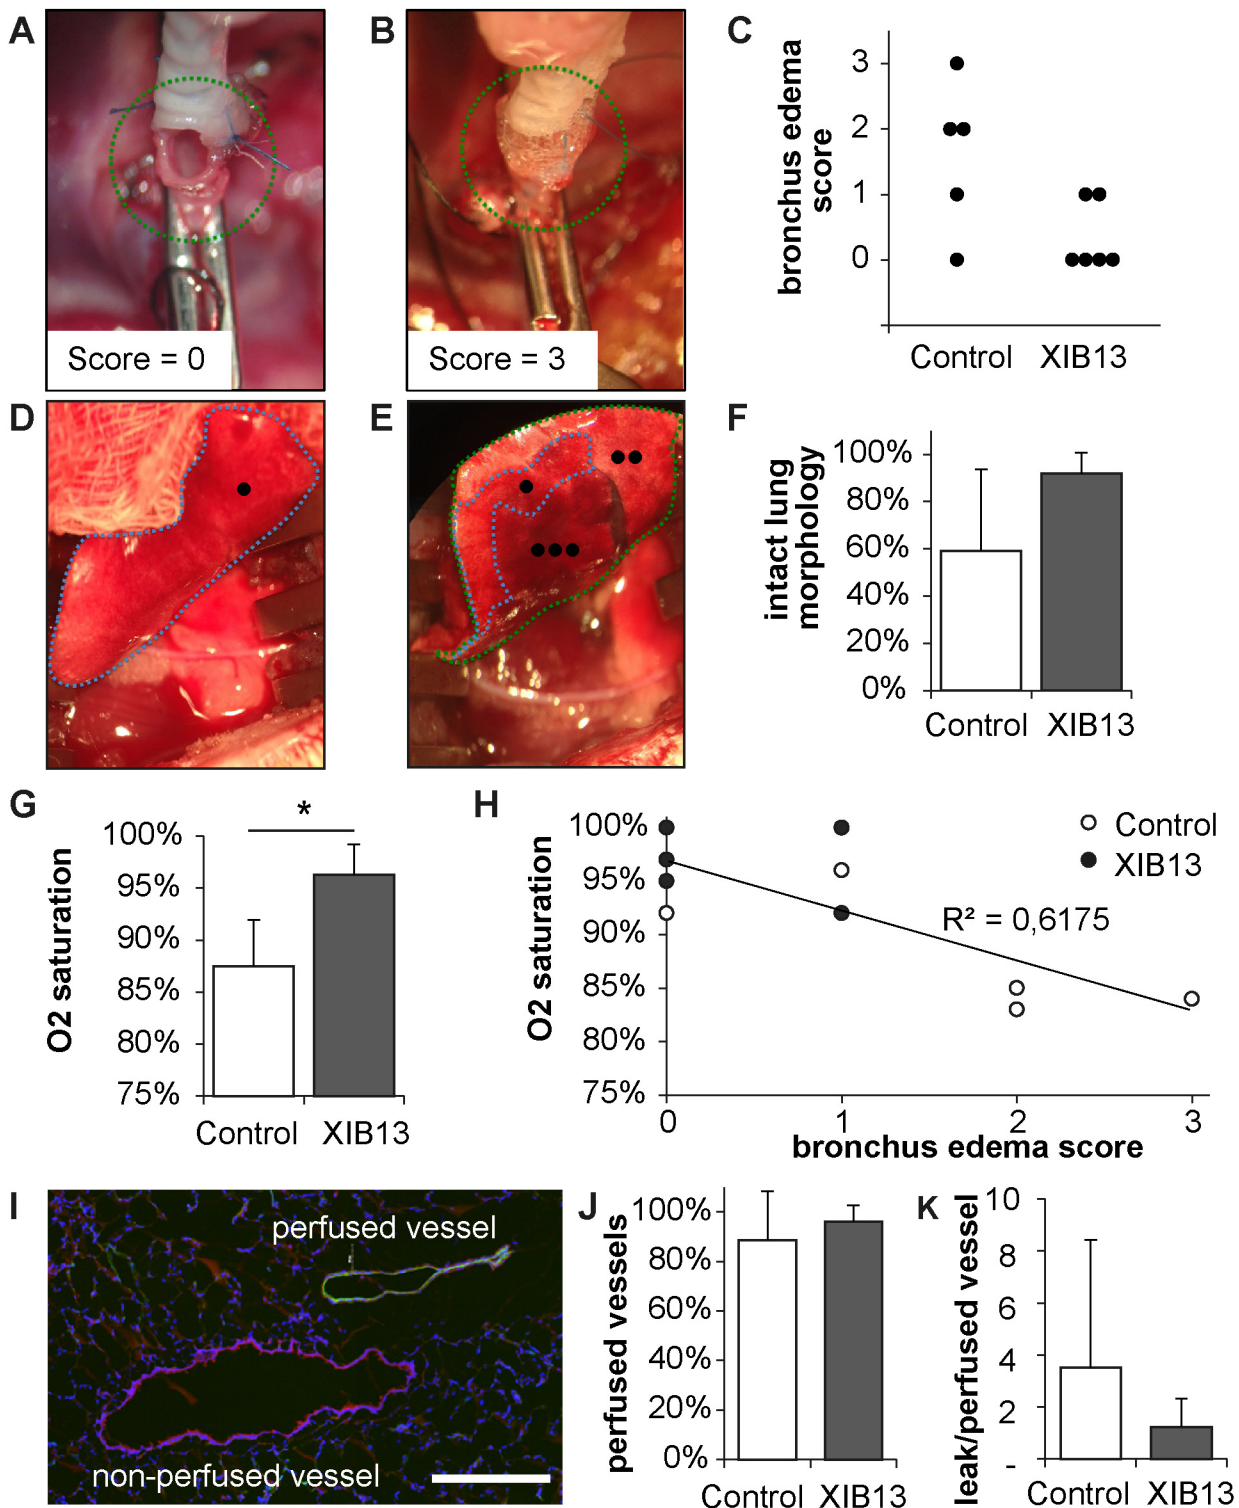 A
Score = 0
B
Score = 3
C
bronchus edema
score
3
2
1
0
Control XIB13
D
E
F
intact lung
morphology
100%
80%
60%
40%
20%
0%
Control XIB13
G
O2 saturation
100%
95%
90%
85%
80%
75%
*
Control XIB13
H
O2 saturation
100%
95%
90%
85%
80%
75%
Control
XIB13
R² = 0,6175
0 1 2 3
bronchus edema score
I
perfused vessel
non-perfused vessel
J
perfused vessels
100%
80%
60%
40%
20%
0%
Control XIB13
K
leak/perfused vessel
10
8
6
4
2
-
Control XIB13